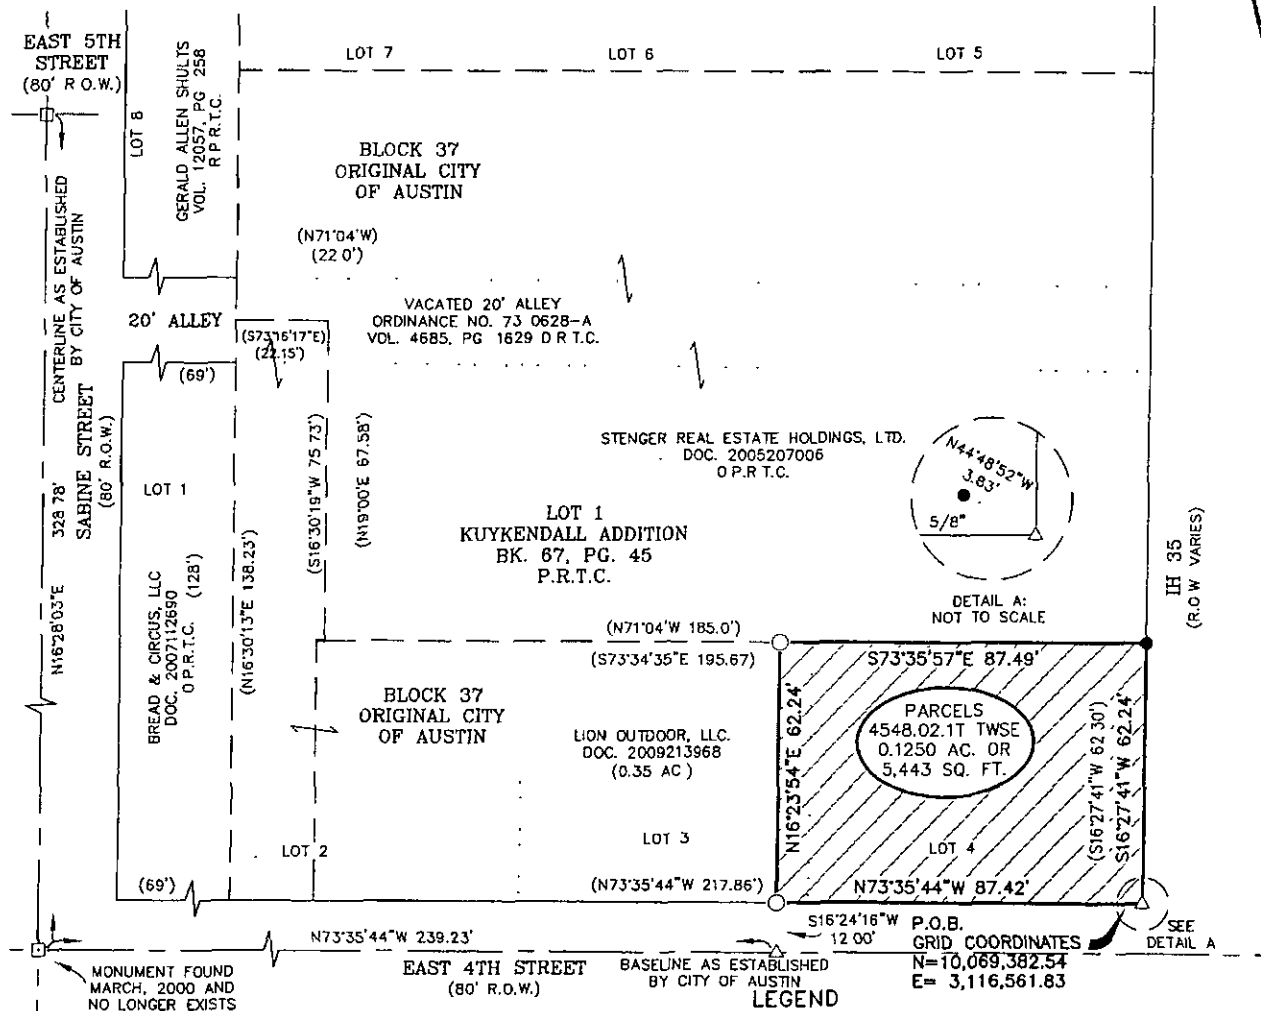 EAST 5TH
STREET
(80' R O.W.)
LOT 8
GERALD ALLEN SHULTS
VOL. 12057, PG 258
R P R.T.C.
LOT 7
LOT 6
LOT 5
BLOCK 37
ORIGINAL CITY
OF AUSTIN
(N71°04'W)
(22 0')
CENTERLINE AS ESTABLISHED
BY CITY OF AUSTIN
20' ALLEY
(S73°16'17"E)
(22.15')
VACATED 20' ALLEY
ORDINANCE NO. 73 0628-A
VOL. 4685, PG 1629 D R T.C.
(69')
SABINE STREET
(80' R.O.W.)
328 78'
N16°28'03"E
LOT 1
BREAD & CIRCUS, LLC
DOC. 2007112690
O P.R.T.C.
(128')
(N16°30'13"E 138.23')
(S16°30'19"W 75.73')
(N19°00'E 67.58')
STENGER REAL ESTATE HOLDINGS, LTD.
DOC. 2005207006
O P.R T.C.
LOT 1
KUYKENDALL ADDITION
BK. 67, PG. 45
P.R.T.C.
N44°48'52"W
3.83'
5/8"
DETAIL A:
NOT TO SCALE
IH 35
(R.O W VARIES)
(N71°04'W 185.0')
(S73°34'35"E 195.67)
S73°35'57"E 87.49'
BLOCK 37
ORIGINAL CITY
OF AUSTIN
LION OUTDOOR, LLC.
DOC. 2009213968
(0.35 AC )
N16°23'54"E 62.24'
PARCELS
4548.02.1T TWSE
0.1250 AC. OR
5,443 SQ. FT.
(S16°27'41"W 62.30')
S16°27'41"W 62.24'
LOT 2
LOT 3
LOT 4
(69')
(N73°35'44"W 217.86')
N73°35'44"W 87.42'
N73°35'44"W 239.23'
S16°24'16"W
12 00'
P.O.B.
GRID COORDINATES
N=10,069,382.54
E= 3,116,561.83
SEE
DETAIL A
MONUMENT FOUND
MARCH, 2000 AND
NO LONGER EXISTS
EAST 4TH STREET
(80' R.O.W.)
BASELINE AS ESTABLISHED
BY CITY OF AUSTIN
LEGEND